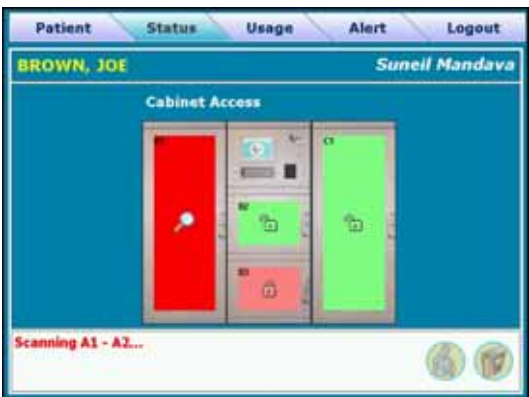 Patient Status Usage Alert Logout
BROWN, JOE Suneil Mandava
Cabinet Access
C1
B2
B3
Scanning A1 - A2...